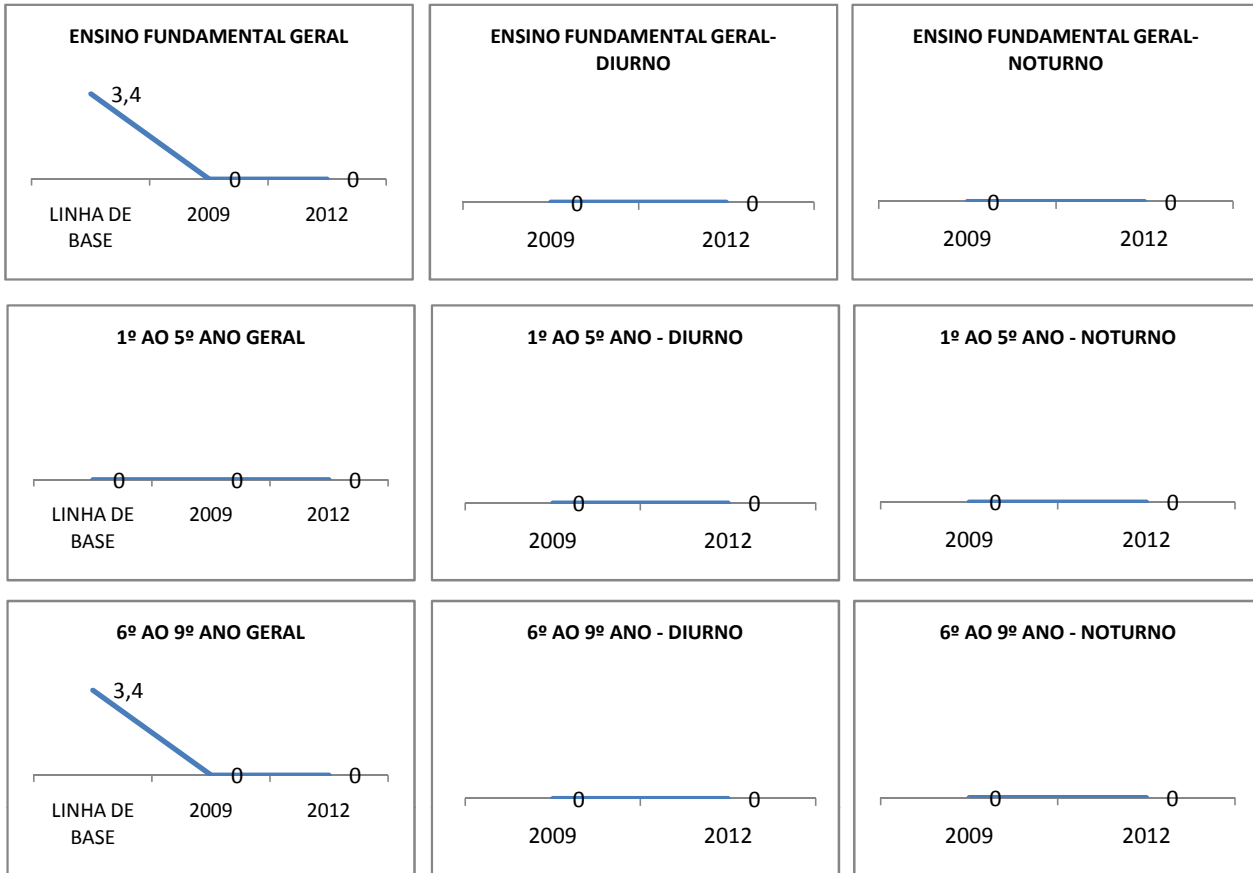 ENSINO FUNDAMENTAL GERAL
3,4
0
0
LINHA DE
BASE
2009
2012
ENSINO FUNDAMENTAL GERAL-
DIURNO
0
0
2009
2012
ENSINO FUNDAMENTAL GERAL-
NOTURNO
0
0
2009
2012
1º AO 5º ANO GERAL
0
0
0
LINHA DE
BASE
2009
2012
1º AO 5º ANO - DIURNO
0
0
2009
2012
1º AO 5º ANO - NOTURNO
0
0
2009
2012
6º AO 9º ANO GERAL
3,4
0
0
LINHA DE
BASE
2009
2012
6º AO 9º ANO - DIURNO
0
0
2009
2012
6º AO 9º ANO - NOTURNO
0
0
2009
2012